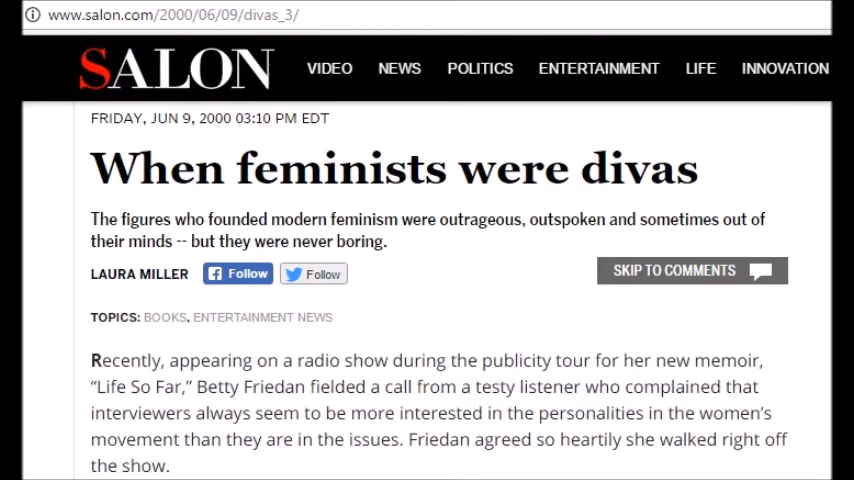 www.salon.com/2000/06/09/divas_3/
SALON VIDEO NEWS POLITICS ENTERTAINMENT LIFE INNOVATION
FRIDAY, JUN 9, 2000 03:10 PM EDT
When feminists were divas
The figures who founded modern feminism were outrageous, outspoken and sometimes out of
their minds -- but they were never boring.
LAURA MILLER Follow Follow SKIP TO COMMENTS
TOPICS: BOOKS, ENTERTAINMENT NEWS
Recently, appearing on a radio show during the publicity tour for her new memoir,
“Life So Far,” Betty Friedan fielded a call from a testy listener who complained that
interviewers always seem to be more interested in the personalities in the women’s
movement than they are in the issues. Friedan agreed so heartily she walked right off
the show.